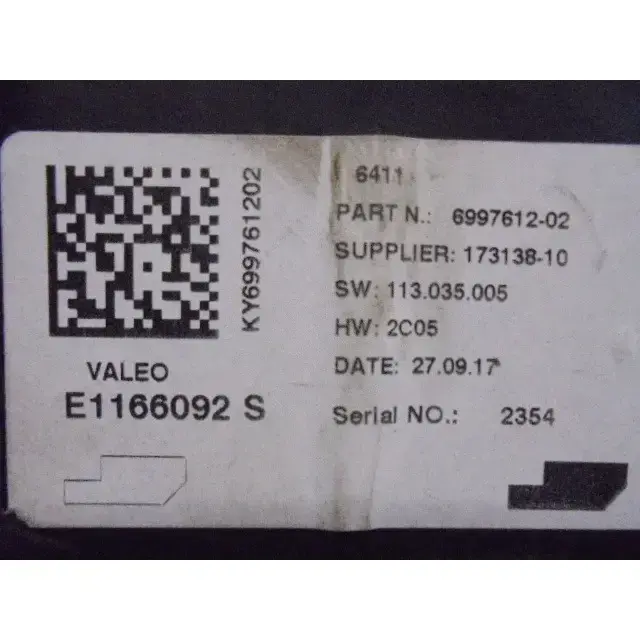 KY699761202
VALEO
E1166092 S
6411
PART N.: 6997612-02
SUPPLIER: 173138-10
SW: 113.035.005
HW: 2C05
DATE: 27.09.17
Serial NO.: 2354